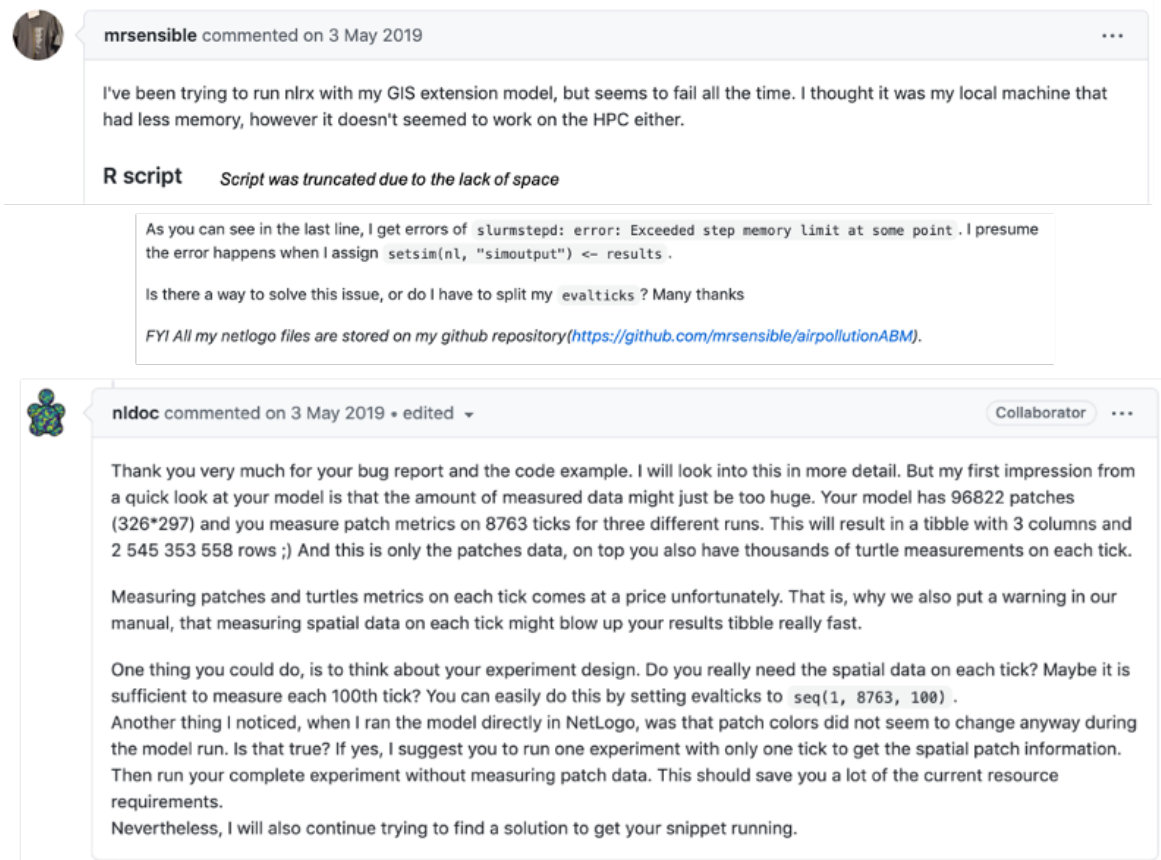 mrsensible commented on 3 May 2019
I've been trying to run nlrx with my GIS extension model, but seems to fail all the time. I thought it was my local machine that
had less memory, however it doesn't seemed to work on the HPC either.
R script Script was truncated due to the lack of space
As you can see in the last line, I get errors of slurmstepd: error: Exceeded step memory limit at some point . I presume
the error happens when I assign setsim(nl, "simoutput") <- results .
Is there a way to solve this issue, or do I have to split my evalticks ? Many thanks
FYI All my netlogo files are stored on my github repository(https://github.com/mrsensible/airpollutionABM).
nldoc commented on 3 May 2019 • edited
Collaborator
Thank you very much for your bug report and the code example. I will look into this in more detail. But my first impression from
a quick look at your model is that the amount of measured data might just be too huge. Your model has 96822 patches
(326*297) and you measure patch metrics on 8763 ticks for three different runs. This will result in a tibble with 3 columns and
2 545 353 558 rows ;) And this is only the patches data, on top you also have thousands of turtle measurements on each tick.
Measuring patches and turtles metrics on each tick comes at a price unfortunately. That is, why we also put a warning in our
manual, that measuring spatial data on each tick might blow up your results tibble really fast.
One thing you could do, is to think about your experiment design. Do you really need the spatial data on each tick? Maybe it is
sufficient to measure each 100th tick? You can easily do this by setting evalticks to seq(1, 8763, 100) .
Another thing I noticed, when I ran the model directly in NetLogo, was that patch colors did not seem to change anyway during
the model run. Is that true? If yes, I suggest you to run one experiment with only one tick to get the spatial patch information.
Then run your complete experiment without measuring patch data. This should save you a lot of the current resource
requirements.
Nevertheless, I will also continue trying to find a solution to get your snippet running.